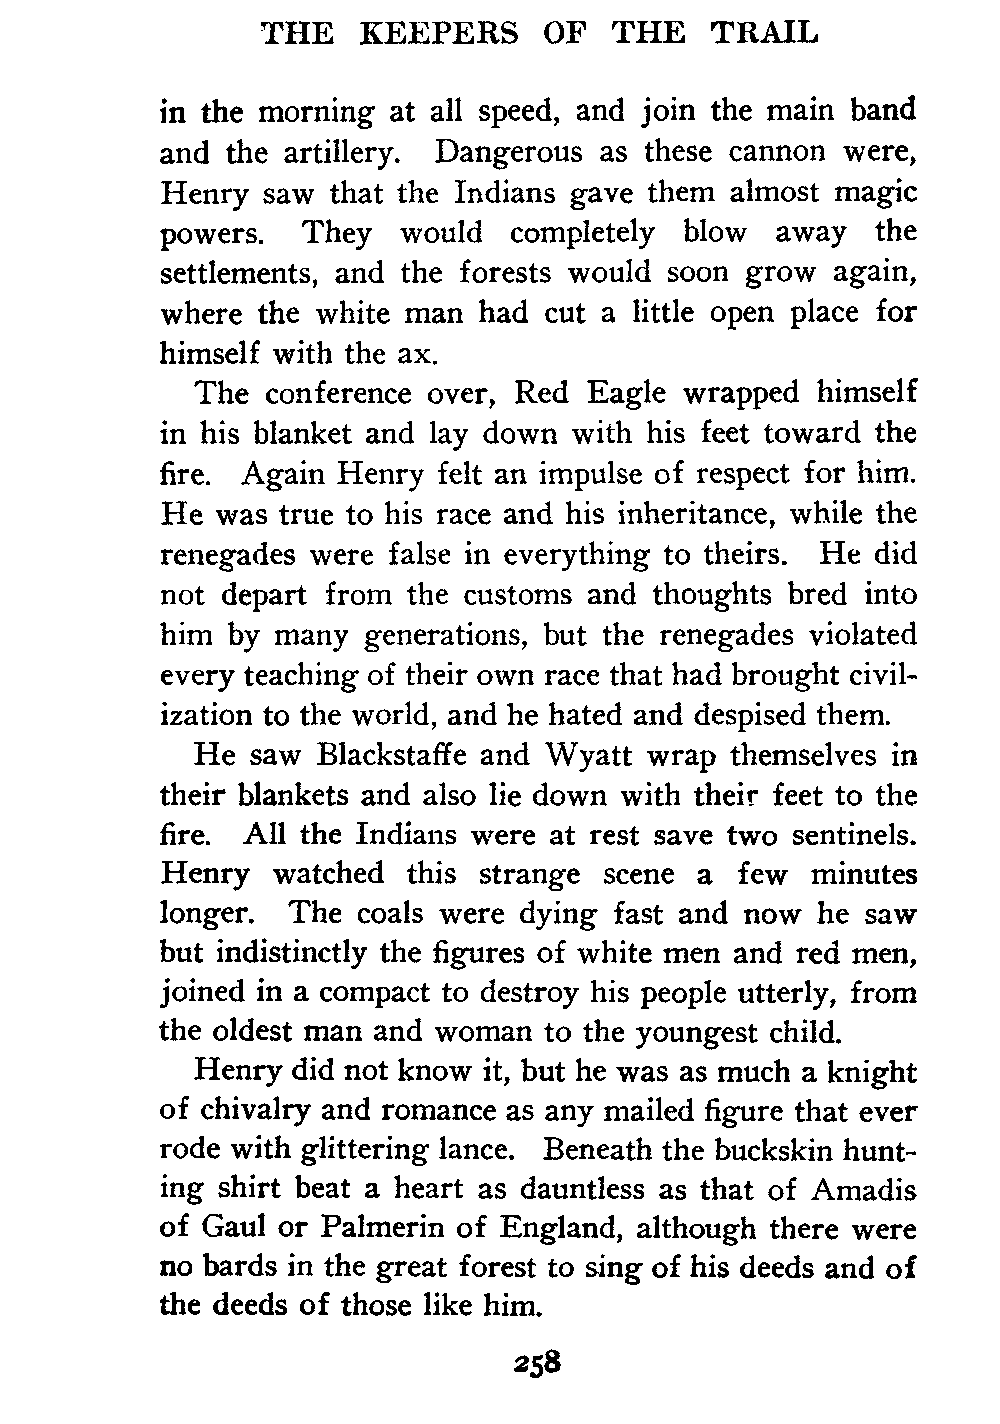 THE KEEPERS OF THE TRAIL
in the morning at all speed, and join the main band
and the artillery. Dangerous as these cannon were,
Henry saw that the Indians gave them almost magic
powers. They would completely blow away the
settlements, and the forests would soon grow again,
where the white man had cut a little open place for
himself with the ax.
The conference over, Red Eagle wrapped himself
in his blanket and lay down with his feet toward the
fire. Again Henry felt an impulse of respect for him.
He was true to his race and his inheritance, while the
renegades were false in everything to theirs. He did
not depart from the customs and thoughts bred into
him by many generations, but the renegades violated
every teaching of their own race that had brought civil-
ization to the world, and he hated and despised them.
He saw Blackstaffe and Wyatt wrap themselves in
their blankets and also lie down with their feet to the
fire. All the Indians were at rest save two sentinels.
Henry watched this strange scene a few minutes
longer. The coals were dying fast and now he saw
but indistinctly the figures of white men and red men,
joined in a compact to destroy his people utterly, from
the oldest man and woman to the youngest child.
Henry did not know it, but he was as much a knight
of chivalry and romance as any mailed figure that ever
rode with glittering lance. Beneath the buckskin hunt-
ing shirt beat a heart as dauntless as that of Amadis
of Gaul or Palmerin of England, although there were
no bards in the great forest to sing of his deeds and of
the deeds of those like him.
258